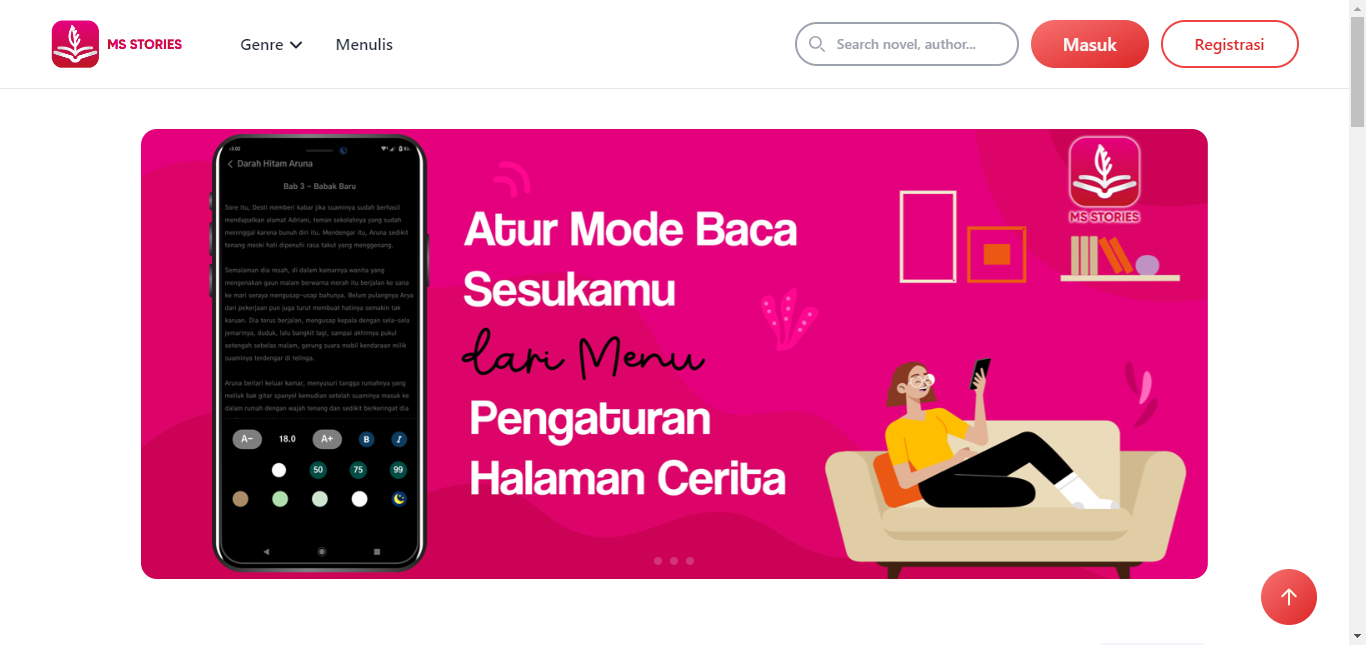 MS STORIES
Genre
Menulis
Search novel, author...
Masuk
Registrasi
Darah Hitam Aruna
Bab 3 - Babak Baru
Sore itu, Desti memberi kabar jika suaminya sudah berhasil
mendapatkan alamat Adriani, teman sekolahnya yang sudah
meninggal karena bunuh diri itu. Mendengar itu, Aruna sedikit
tenang meski hati dipenuhi rasa takut yang menggenang.
Semalaman dia resah, di dalam kamarnya wanita yang
mengenakan gaun malam berwarna merah itu berjalan ke sana
ke mari seraya mengusap-usap bahunya. Belum pulangnya Arya
dari pekerjaan pun juga turut membuat hatinya semakin tak
karuan. Dia terus berjalan, mengusap kepala dengan sela-sela
jemarinya, duduk, lalu bangkit lagi, sampai akhirnya pukul
setengah sebelas malam, gerung suara mobil kendaraan milik
suaminya terdengar di telinga.
Aruna berlari keluar kamar, menyusuri tangga rumahnya yang
meliuk bak gitar spanyol kemudian setelah suaminya masuk ke
dalam rumah dengan wajah tenang dan sedikit berkeringat dia
A-
18.0
A+
B
I
50
75
99
Atur Mode Baca
Sesukamu
dari Menu
Pengaturan
Halaman Cerita
MS STORIES